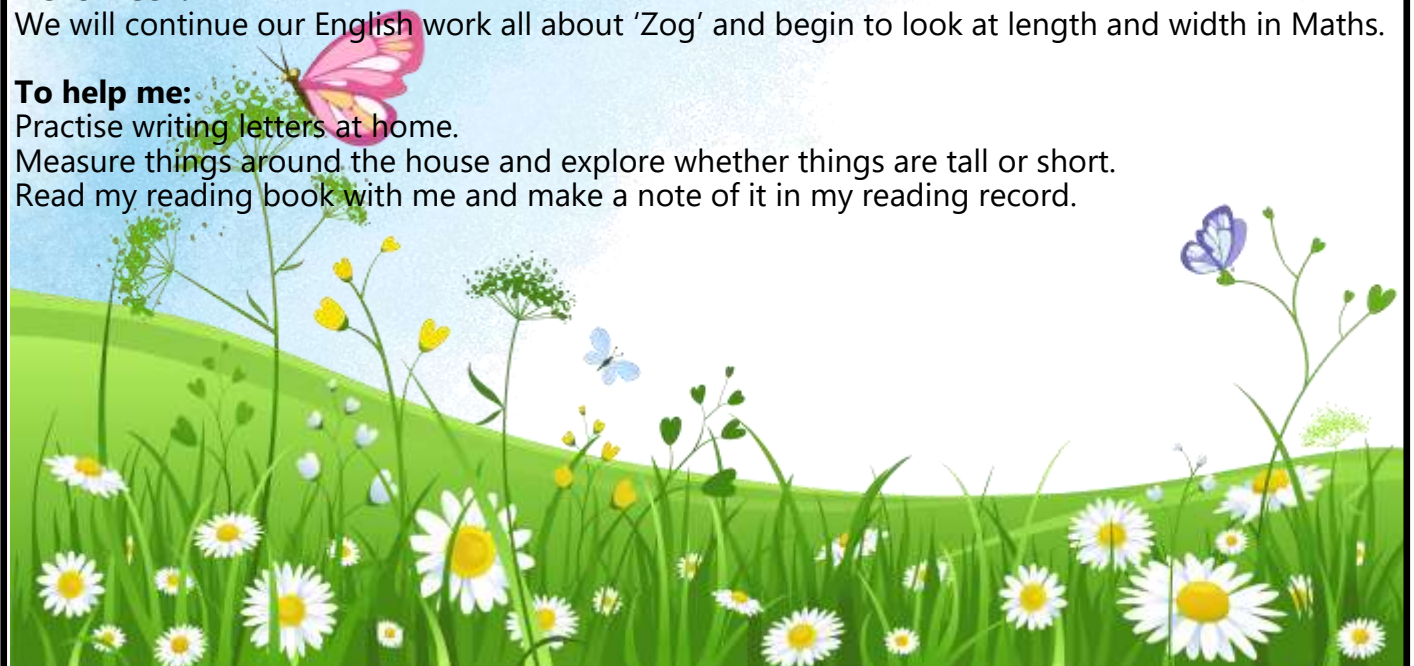 We will continue our English work all about ‘Zog’ and begin to look at length and width in Maths.
To help me:
Practise writing letters at home.
Measure things around the house and explore whether things are tall or short.
Read my reading book with me and make a note of it in my reading record.